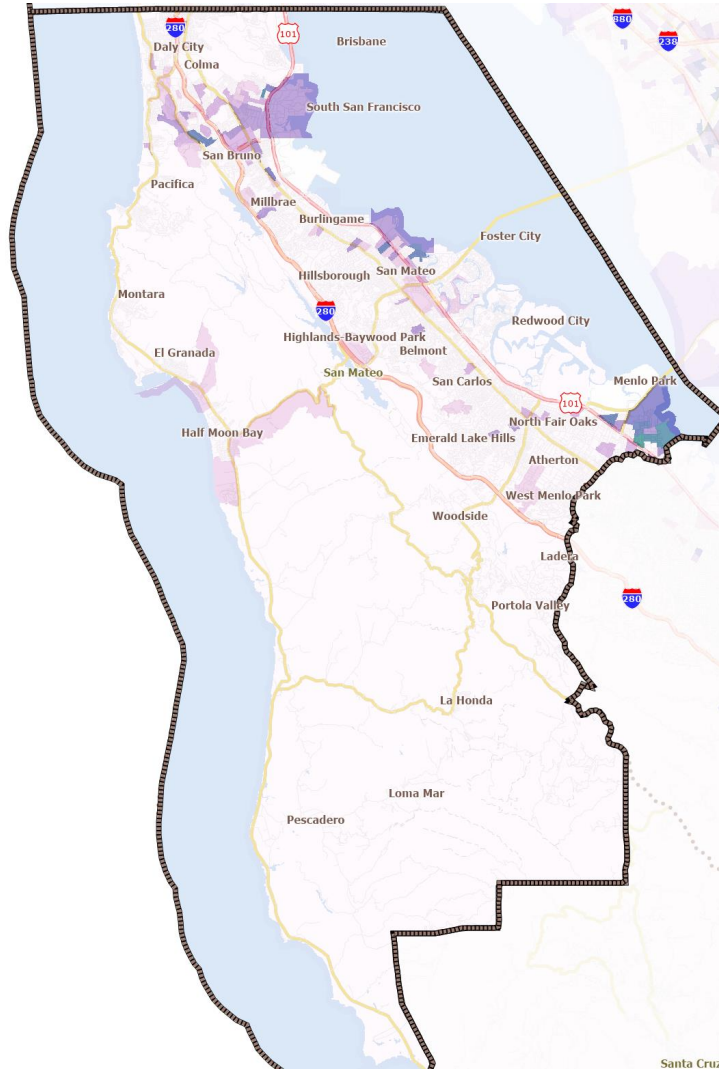 280
101
880
238
Brisbane
Daly City
Colma
South San Francisco
San Bruno
Pacifica
Millbrae
Burlingame
Foster City
San Mateo
Hillsborough
Montara
280
Redwood City
Highlands-Baywood Park
El Granada
Belmont
San Mateo
San Carlos
Menlo Park
101
North Fair Oaks
Half Moon Bay
Emerald Lake Hills
Atherton
West Menlo Park
Woodside
Ladera
280
Portola Valley
La Honda
Loma Mar
Pescadero
Santa Cruz